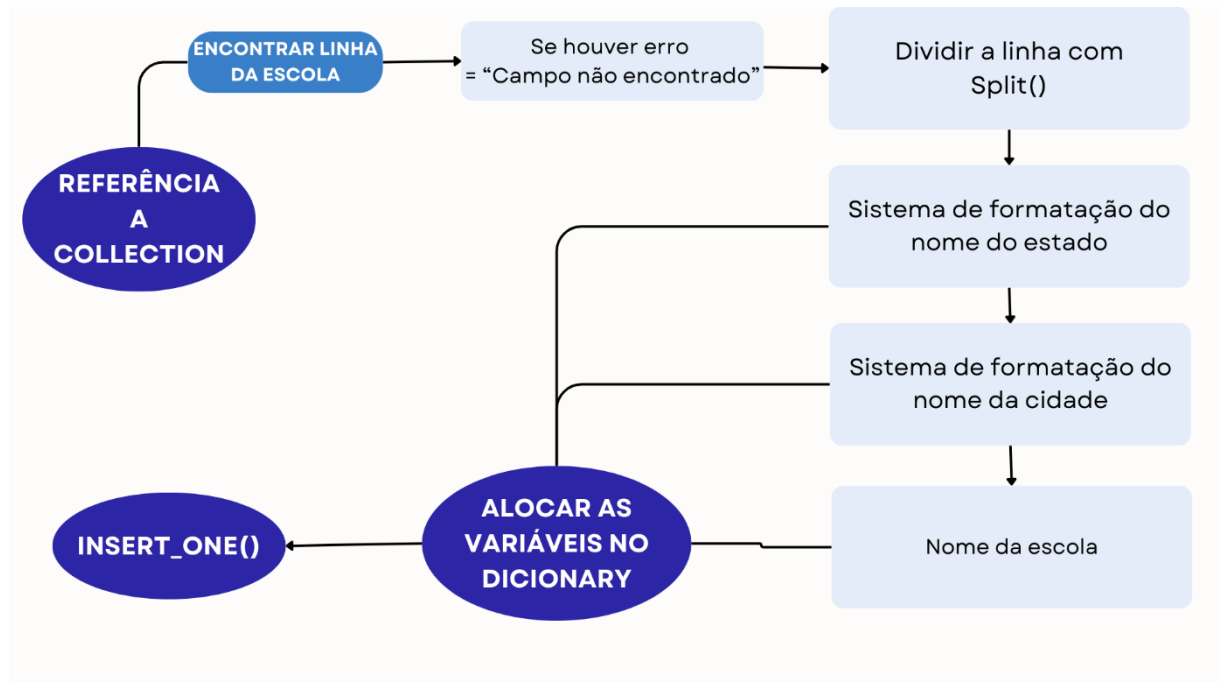 ENCONTRAR LINHA
DA ESCOLA
Se houver erro
= “Campo não encontrado”
Dividir a linha com
Split()
REFERÊNCIA
A
COLLECTION
Sistema de formatação do
nome do estado
Sistema de formatação do
nome da cidade
ALOCAR AS
VARIÁVEIS NO
DICIONARY
INSERT_ONE()
Nome da escola